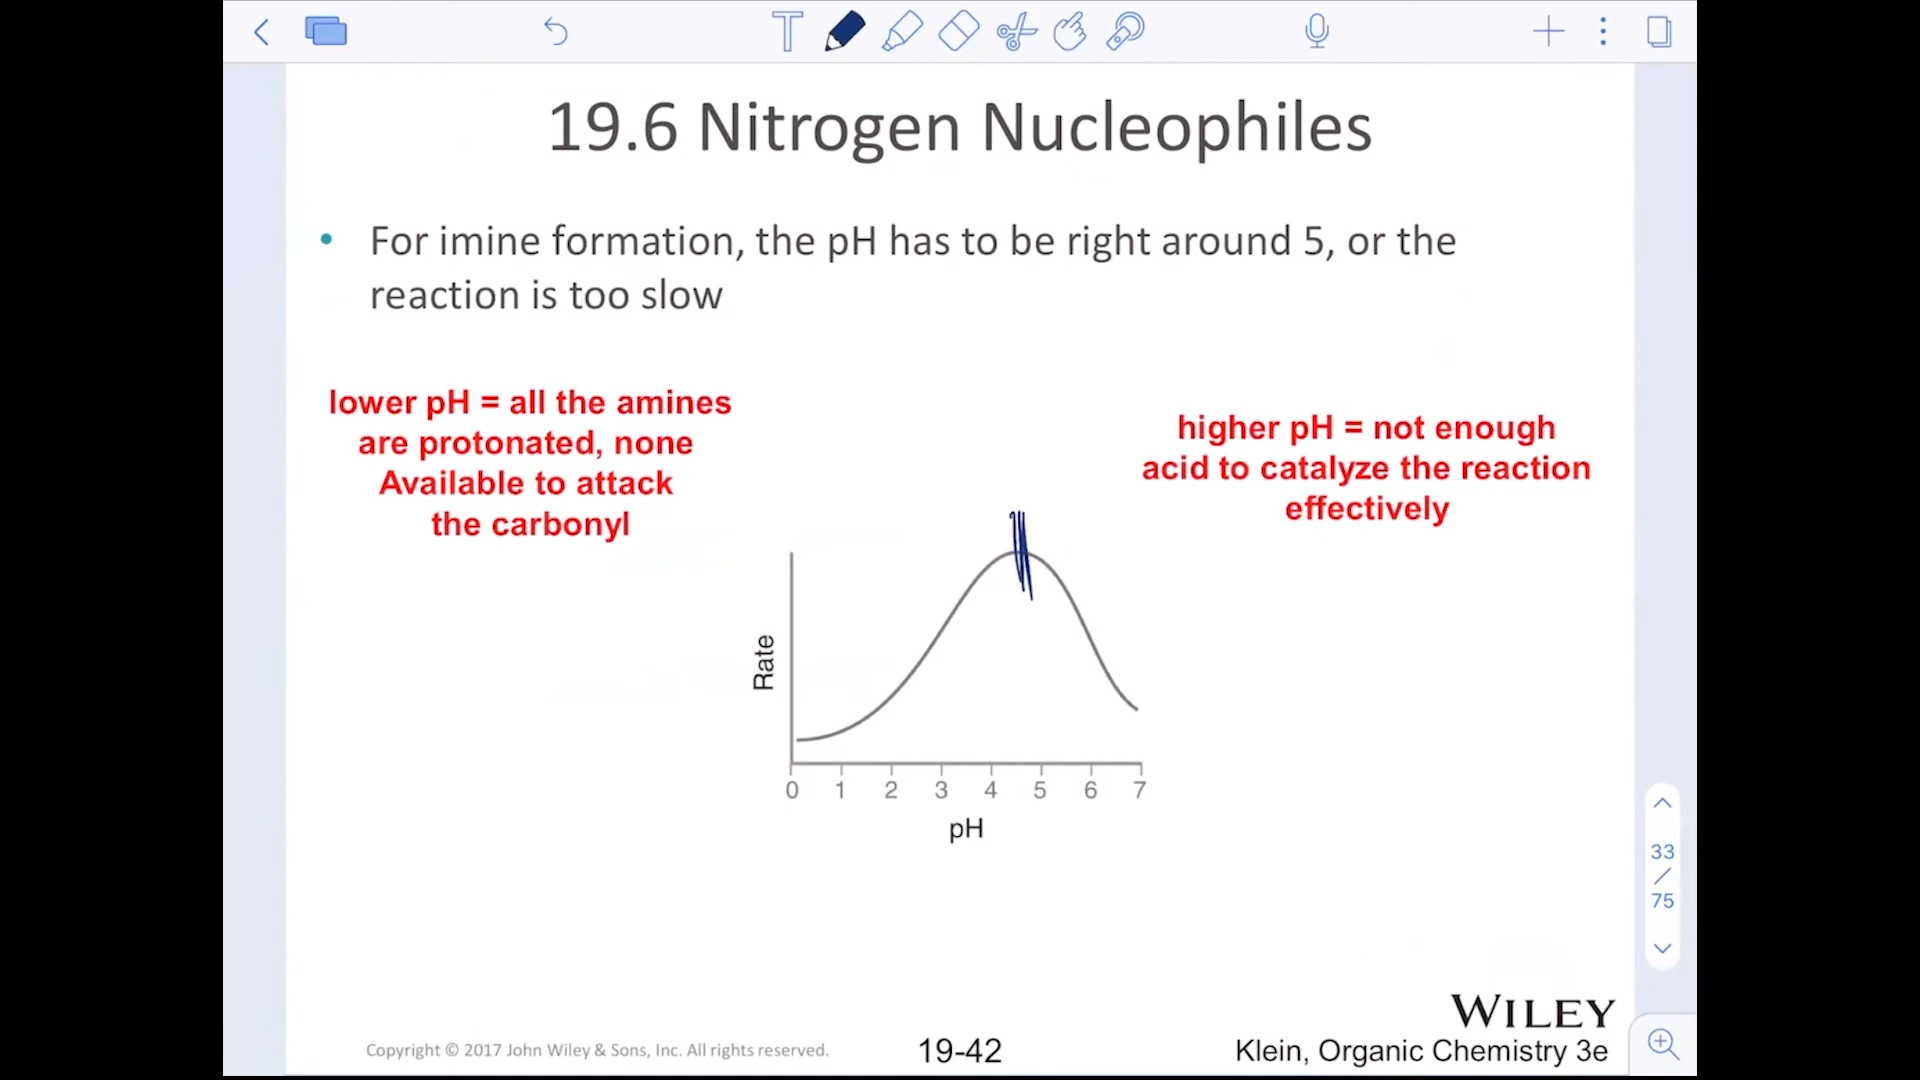 T
19.6 Nitrogen Nucleophiles
• For imine formation, the pH has to be right around 5, or the
reaction is too slow
lower pH = all the amines
are protonated, none
Available to attack
the carbonyl
higher pH = not enough
acid to catalyze the reaction
effectively
Rate
0 1 2 3 4 5 6 7
pH
33
/
75
WILEY
Copyright © 2017 John Wiley & Sons, Inc. All rights reserved.
19-42
Klein, Organic Chemistry 3e